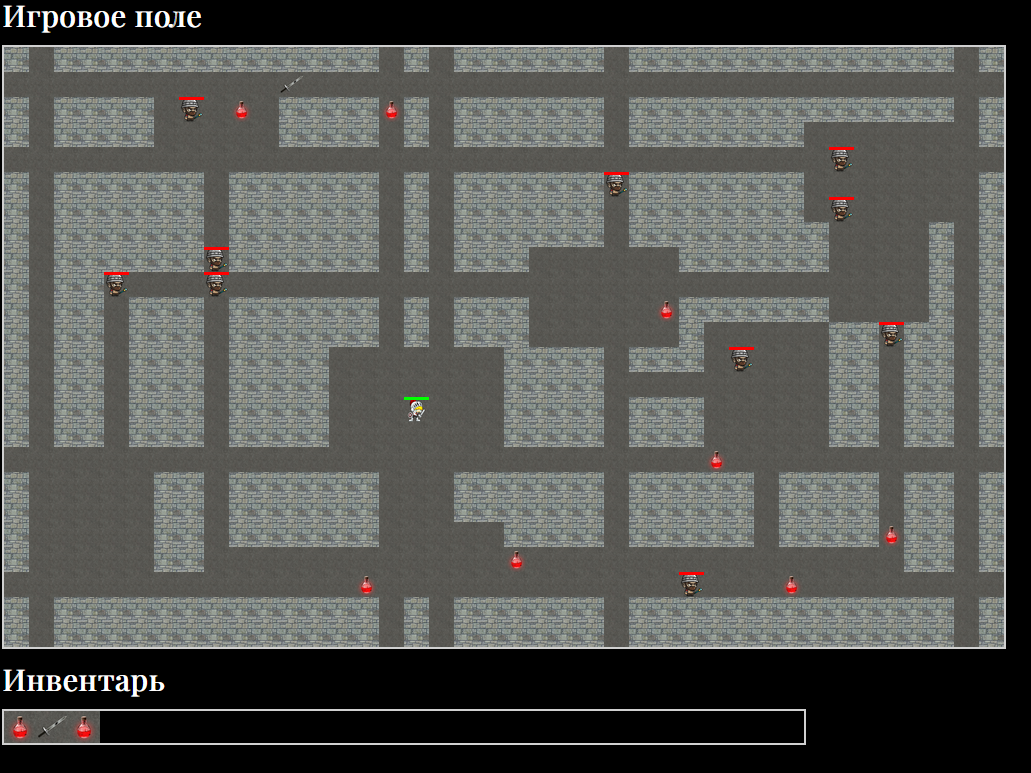 Игровое поле
Инвентарь